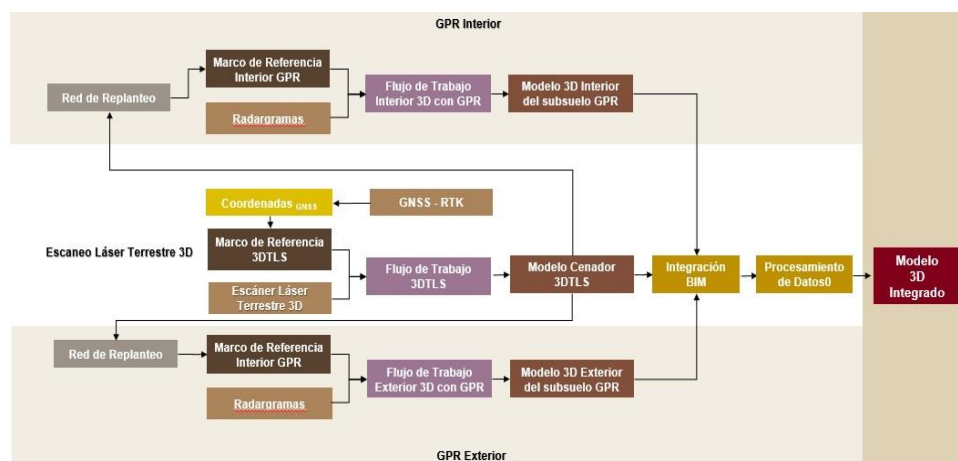 GPR Interior
Marco de Referencia
Interior GPR
Red de Replanteo
Flujo de Trabajo
Interior 3D con GPR
Modelo 3D Interior
del subsuelo GPR
Radargramas
Coordenadas GNSS
GNSS - RTK
Escaneo Láser Terrestre 3D
Marco de Referencia
3DTLS
Escáner Láser
Terrestre 3D
Flujo de Trabajo
3DTLS
Modelo Cenador
3DTLS
Integración
BIM
Procesamiento
de Datos0
Modelo
3D
Integrado
Red de Replanteo
Marco de Referencia
Interior GPR
Radargramas
Flujo de Trabajo
Exterior 3D con GPR
Modelo 3D Exterior
del subsuelo GPR
GPR Exterior